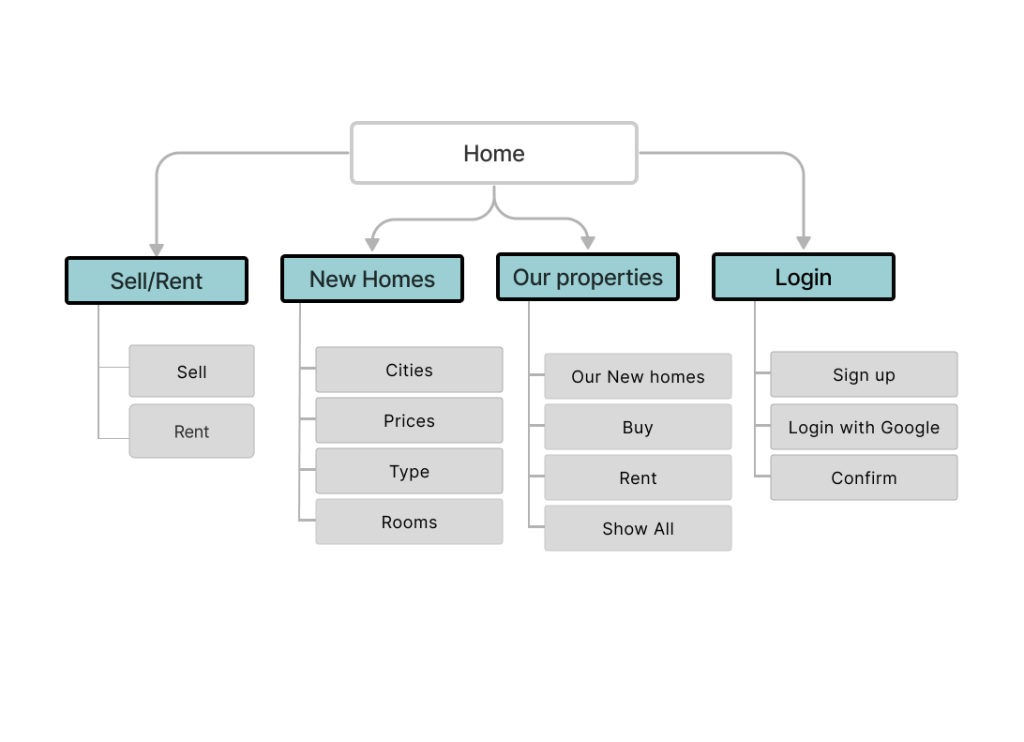 Home
Sell/Rent
New Homes
Our properties
Login
Sell
Rent
Cities
Prices
Type
Rooms
Our New homes
Buy
Rent
Show All
Sign up
Login with Google
Confirm